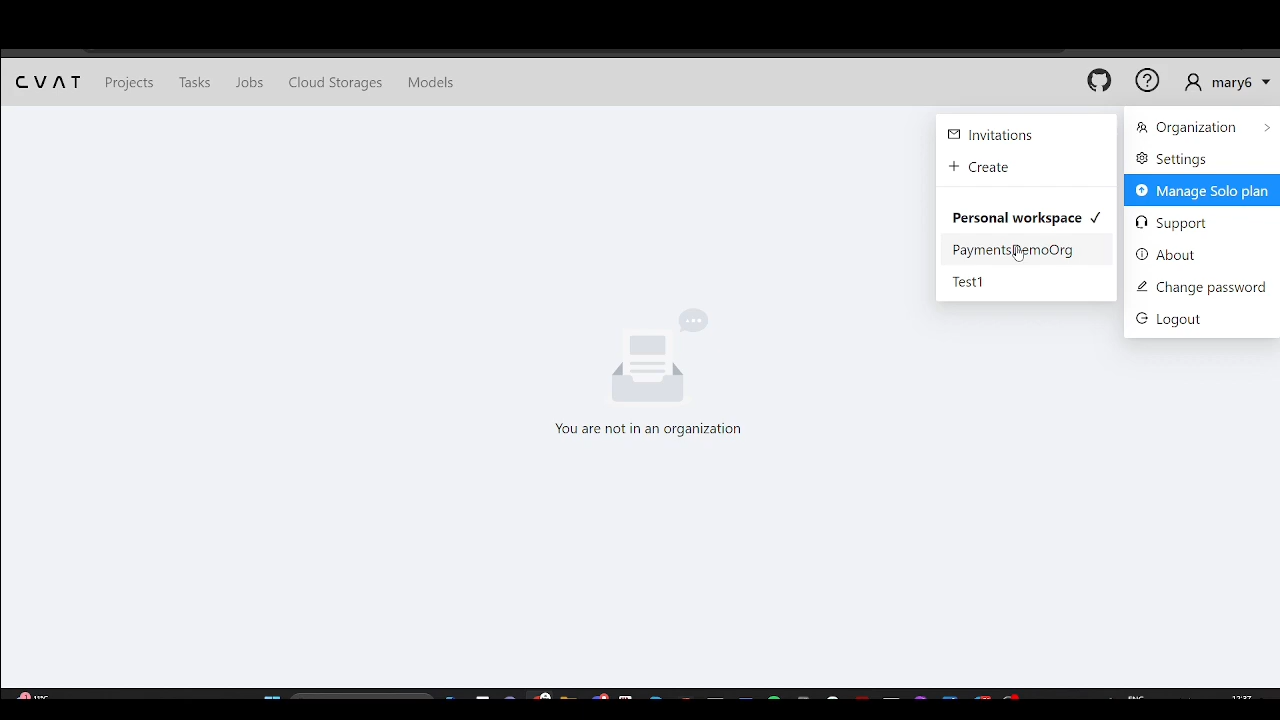 CVAT Projects Tasks Jobs Cloud Storages Models mary6
Invitations
Create
Personal workspace
PaymentsDemoOrg
Test1
Organization
Settings
Manage Solo plan
Support
About
Change password
Logout
You are not in an organization